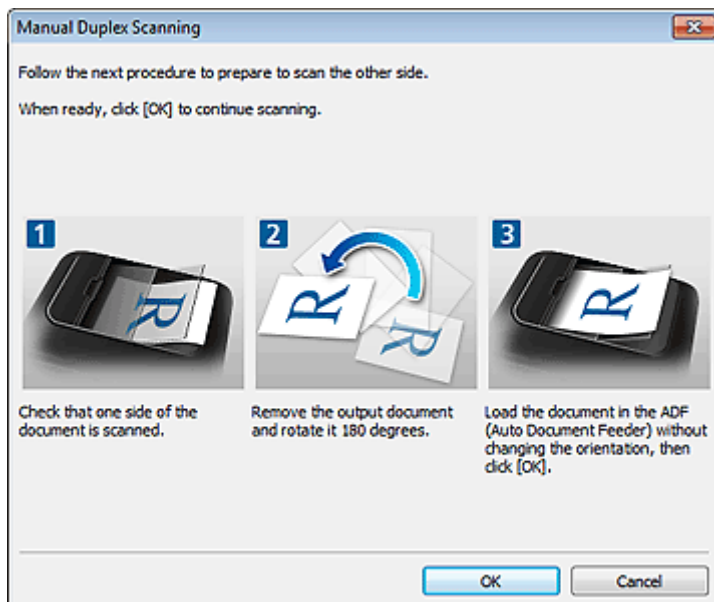 Manual Duplex Scanning
Follow the next procedure to prepare to scan the other side.
When ready, click [OK] to continue scanning.
1
R
2
R
R
3
R
Check that one side of the
document is scanned.
Remove the output document
and rotate it 180 degrees.
Load the document in the ADF
(Auto Document Feeder) without
changing the orientation, then
click [OK].
OK
Cancel